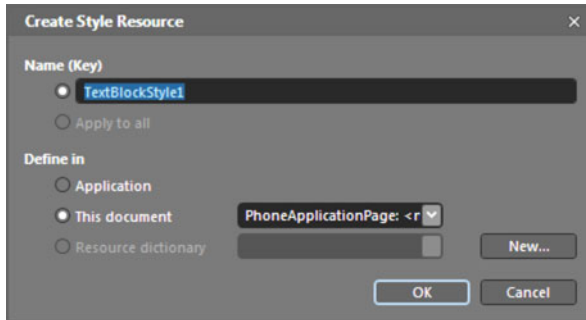 Create Style Resource
Name (Key)
TextBlockStyle1
Apply to all
Define in
Application
This document PhoneApplicationPage: <r
Resource dictionary New...
OK Cancel